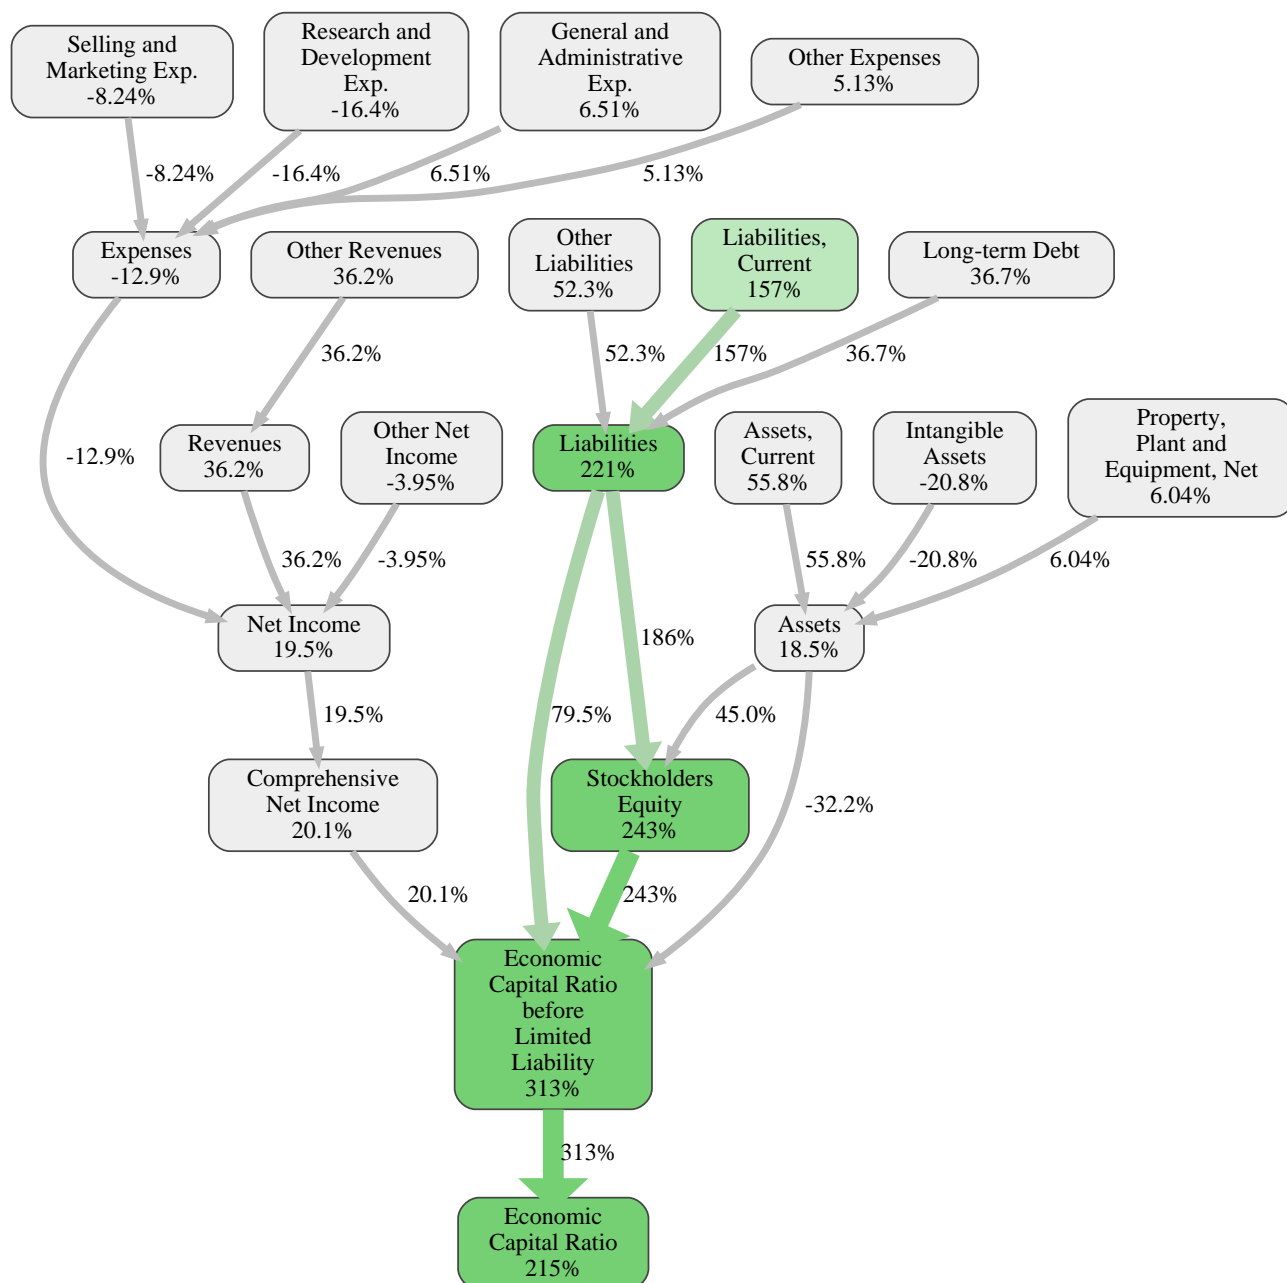 Selling and
Marketing Exp.
-8.24%
Research and
Development
Exp.
-16.4%
General and
Administrative
Exp.
6.51%
Other Expenses
5.13%
-8.24%
-16.4%
6.51%
5.13%
Expenses
-12.9%
Other Revenues
36.2%
Other
Liabilities
52.3%
Liabilities,
Current
157%
Long-term Debt
36.7%
36.2%
52.3%
157%
36.7%
-12.9%
Revenues
36.2%
Other Net
Income
-3.95%
Liabilities
221%
Assets,
Current
55.8%
Intangible
Assets
-20.8%
Property,
Plant and
Equipment, Net
6.04%
36.2%
-3.95%
55.8%
-20.8%
6.04%
Net Income
19.5%
186%
Assets
18.5%
19.5%
79.5%
45.0%
Comprehensive
Net Income
20.1%
Stockholders
Equity
243%
-32.2%
20.1%
243%
Economic
Capital Ratio
before
Limited
Liability
313%
313%
Economic
Capital Ratio
215%